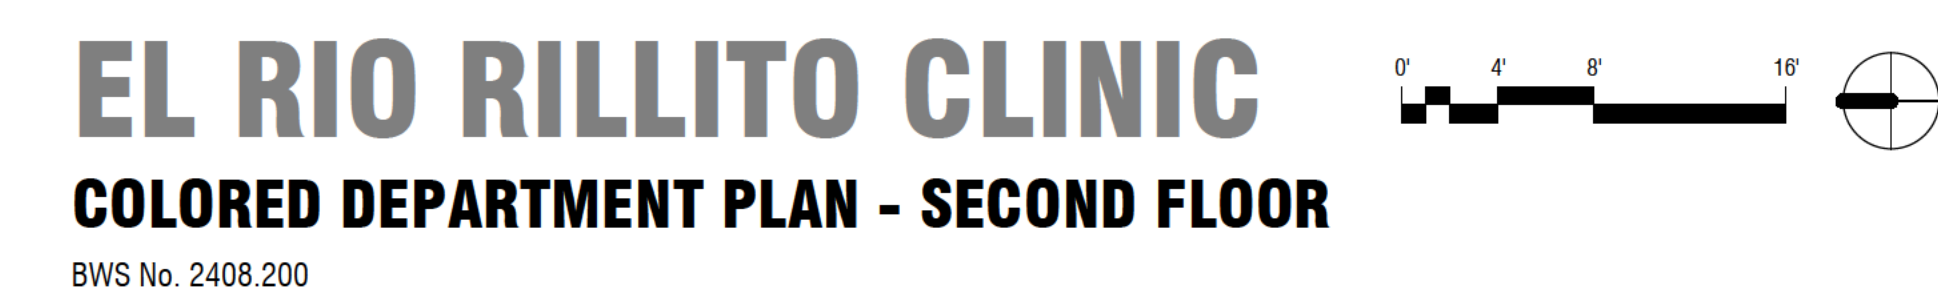 EL RIO RILLITO CLINIC
0' 4' 8' 16'
COLORED DEPARTMENT PLAN - SECOND FLOOR
BWS No. 2408.200